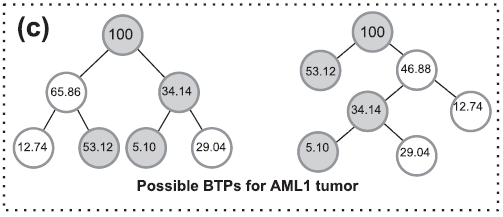 (c)
100
65.86 34.14
12.74 53.12 5.10 29.04
100
53.12 46.88
34.14 12.74
5.10 29.04
Possible BTPs for AML1 tumor